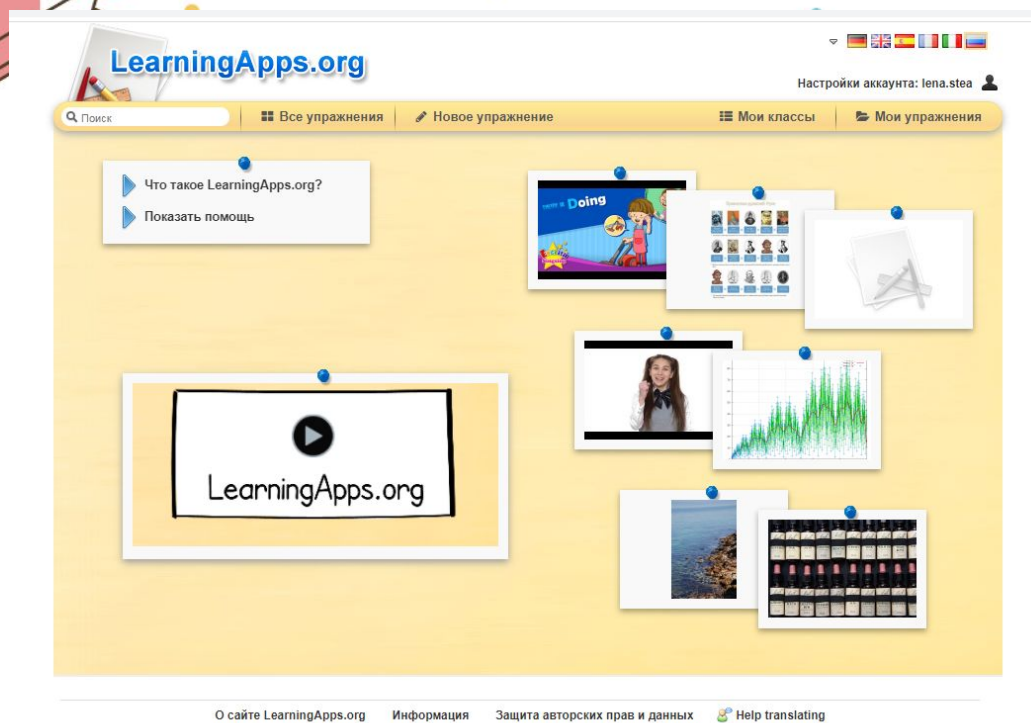 LearningApps.org
Настройки аккаунта: lena.stea
Поиск
Все упражнения
Новое упражнение
Мои классы
Мои упражнения
Что такое LearningApps.org?
Показать помощь
Doing
LearningApps.org
О сайте LearningApps.org Информация Защита авторских прав и данных Help translating